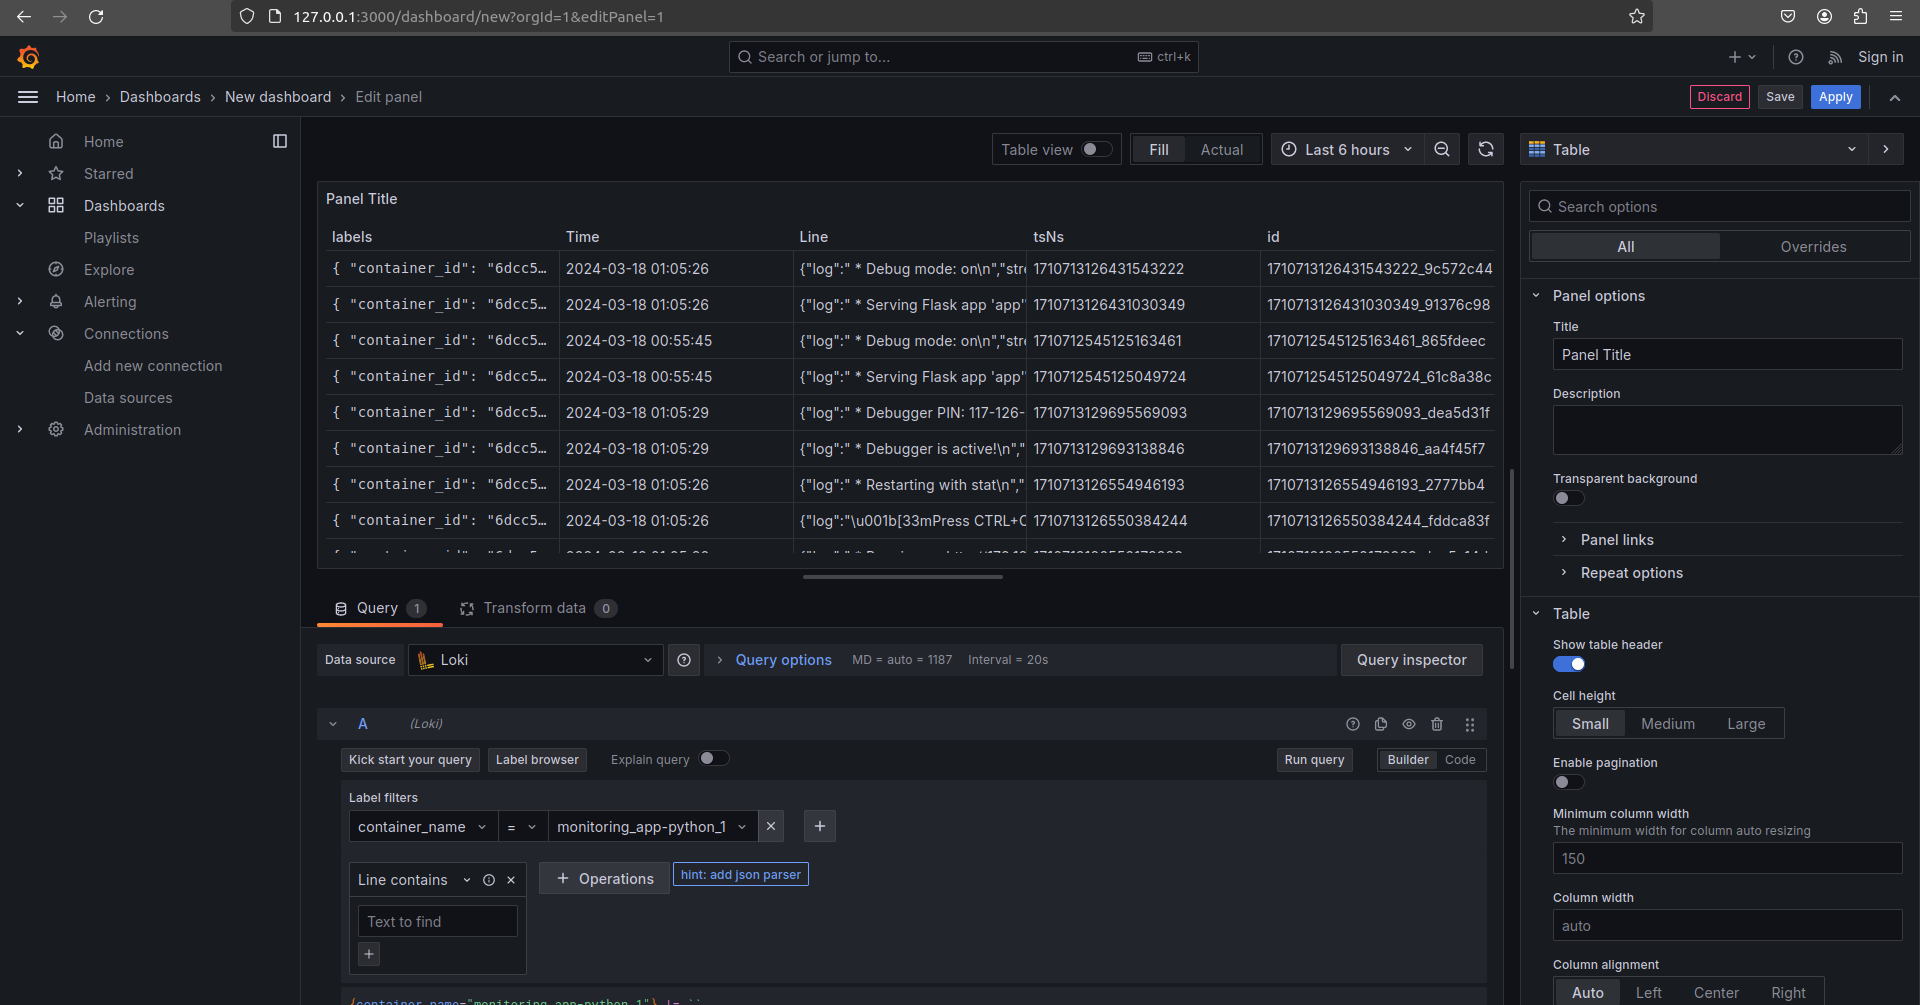 127.0.0.1:3000/dashboard/new?orgId=1&editPanel=1
Search or jump to...
ctrl+k
Sign in
Home › Dashboards › New dashboard › Edit panel
Discard
Save
Apply
Home
Starred
Dashboards
Playlists
Explore
Alerting
Connections
Add new connection
Data sources
Administration
Table view
Fill
Actual
Last 6 hours
Table
Panel Title
labels Time Line tsNs id
{ "container_id": "6dcc5… 2024-03-18 01:05:26 {"log":" * Debug mode: on\n","stre 1710713126431543222 1710713126431543222_9c572c44
{ "container_id": "6dcc5… 2024-03-18 01:05:26 {"log":" * Serving Flask app 'app'" 1710713126431030349 1710713126431030349_91376c98
{ "container_id": "6dcc5… 2024-03-18 00:55:45 {"log":" * Debug mode: on\n","stre 1710712545125163461 1710712545125163461_865fdeec
{ "container_id": "6dcc5… 2024-03-18 00:55:45 {"log":" * Serving Flask app 'app'" 1710712545125049724 1710712545125049724_61c8a38c
{ "container_id": "6dcc5… 2024-03-18 01:05:29 {"log":" * Debugger PIN: 117-126- 1710713129695569093 1710713129695569093_dea5d31f
{ "container_id": "6dcc5… 2024-03-18 01:05:29 {"log":" * Debugger is active!\n"," 1710713129693138846 1710713129693138846_aa4f45f7
{ "container_id": "6dcc5… 2024-03-18 01:05:26 {"log":" * Restarting with stat\n"," 1710713126554946193 1710713126554946193_2777bb4
{ "container_id": "6dcc5… 2024-03-18 01:05:26 {"log":"\u001b[33mPress CTRL+C 1710713126550384244 1710713126550384244_fddca83f
Query 1
Transform data 0
Data source
Loki
Query options
MD = auto = 1187
Interval = 20s
Query inspector
A
(Loki)
Kick start your query
Label browser
Explain query
Run query
Builder
Code
Label filters
container_name
=
monitoring_app-python_1
Line contains
Operations
hint: add json parser
Text to find
{container_name="monitoring_app-python_1"} |= ``
Search options
All
Overrides
Panel options
Title
Panel Title
Description
Transparent background
Panel links
Repeat options
Table
Show table header
Cell height
Small
Medium
Large
Enable pagination
Minimum column width
The minimum width for column auto resizing
150
Column width
auto
Column alignment
Auto
Left
Center
Right